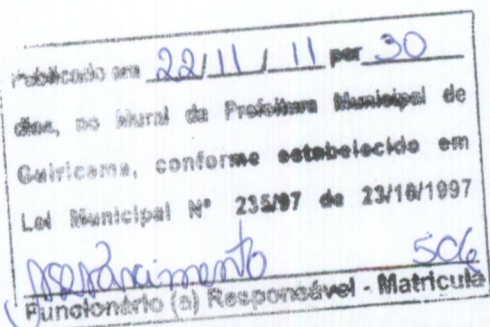 Publicado em 22/11/11 por 30
dias, no Mural da Prefeitura Municipal de
Guiricema, conforme estabelecido em
Lei Municipal Nº 235/97 de 23/10/1997
506
Funcionário (a) Responsável - Matrícula